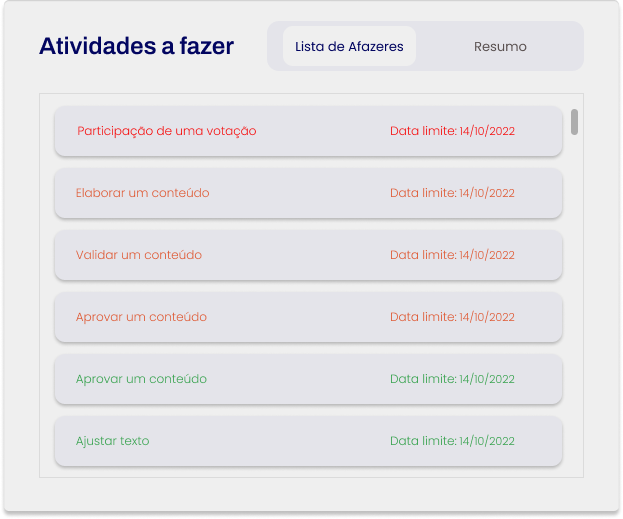 Atividades a fazer
Lista de Afazeres
Resumo
Participação de uma votação Data limite: 14/10/2022
Elaborar um conteúdo Data limite: 14/10/2022
Validar um conteúdo Data limite: 14/10/2022
Aprovar um conteúdo Data limite: 14/10/2022
Aprovar um conteúdo Data limite: 14/10/2022
Ajustar texto Data limite: 14/10/2022